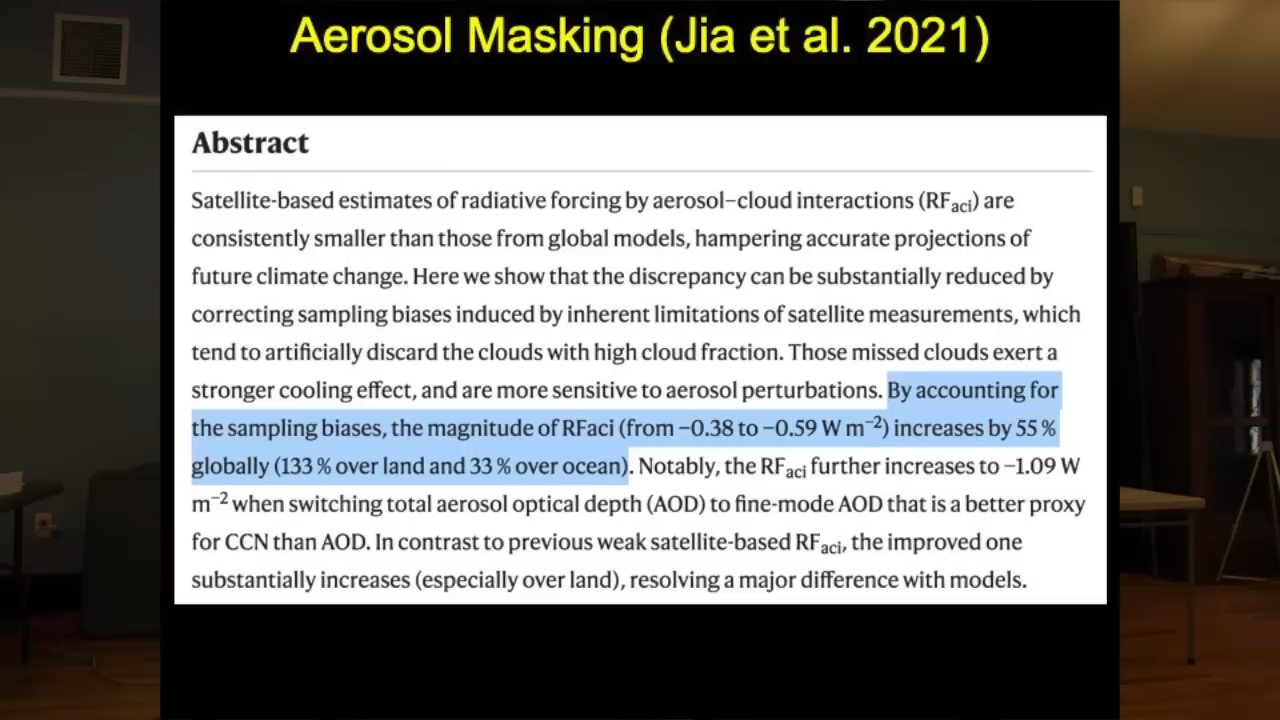 Aerosol Masking (Jia et al. 2021)
Abstract
Satellite-based estimates of radiative forcing by aerosol–cloud interactions (RFaci) are
consistently smaller than those from global models, hampering accurate projections of
future climate change. Here we show that the discrepancy can be substantially reduced by
correcting sampling biases induced by inherent limitations of satellite measurements, which
tend to artificially discard the clouds with high cloud fraction. Those missed clouds exert a
stronger cooling effect, and are more sensitive to aerosol perturbations. By accounting for
the sampling biases, the magnitude of RFaci (from −0.38 to −0.59 W m−2) increases by 55 %
globally (133 % over land and 33 % over ocean). Notably, the RFaci further increases to −1.09 W
m−2 when switching total aerosol optical depth (AOD) to fine-mode AOD that is a better proxy
for CCN than AOD. In contrast to previous weak satellite-based RFaci, the improved one
substantially increases (especially over land), resolving a major difference with models.